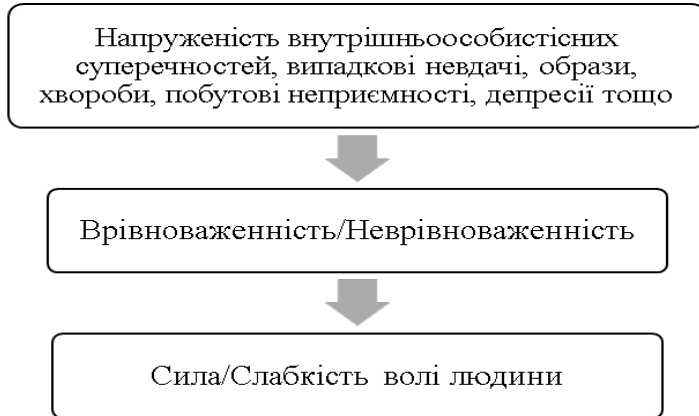 Напруженість внутрішньоособистісних
суперечностей, випадкові невдачі, образи,
хвороби, побутові неприємності, депресії тощо
Врівноваженність/Неврівноваженність
Сила/Слабкість волі людини